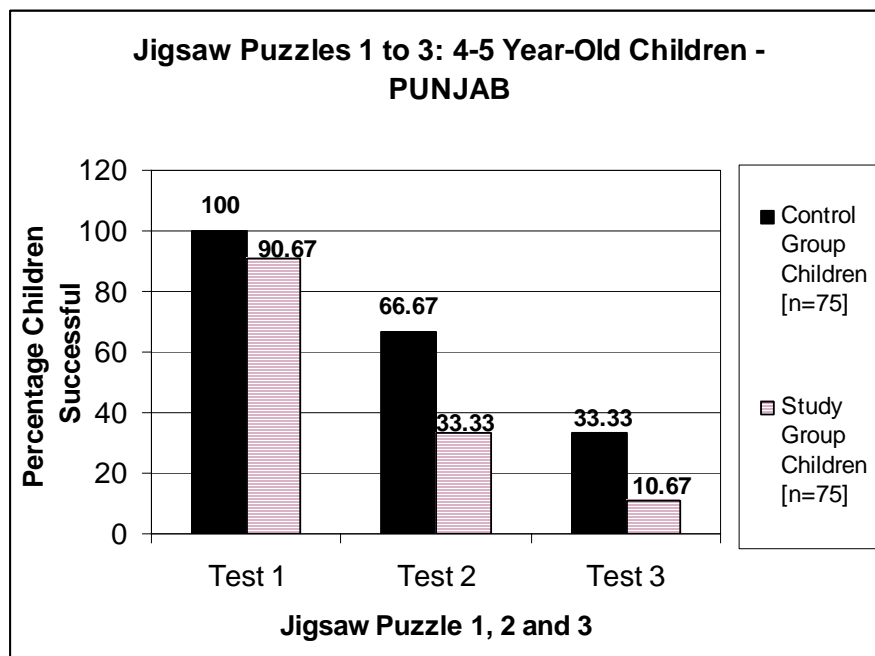 Jigsaw Puzzles 1 to 3: 4-5 Year-Old Children -
PUNJAB
Percentage Children
Successful
120
100
80
60
40
20
0
100
90.67
66.67
33.33
33.33
10.67
Test 1
Test 2
Test 3
Jigsaw Puzzle 1, 2 and 3
Control
Group
Children
[n=75]
Study
Group
Children
[n=75]